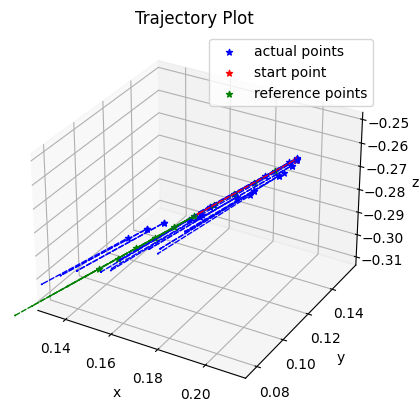 Trajectory Plot
actual points
start point
reference points
−0.25
−0.26
−0.27
−0.28
−0.29
−0.30
−0.31
z
0.14
0.16
0.18
0.20
x
0.08
0.10
0.12
0.14
y